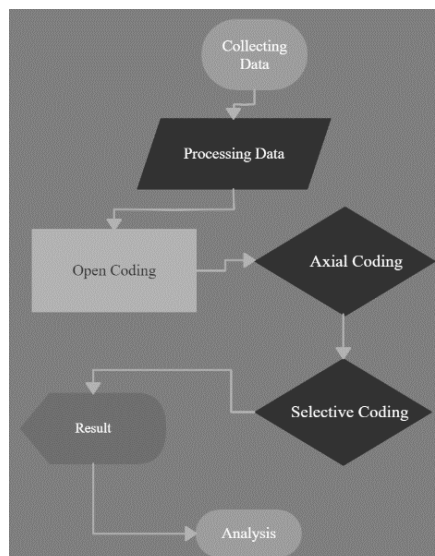 Collecting
Data
Processing Data
Open Coding
Axial Coding
Selective Coding
Result
Analysis